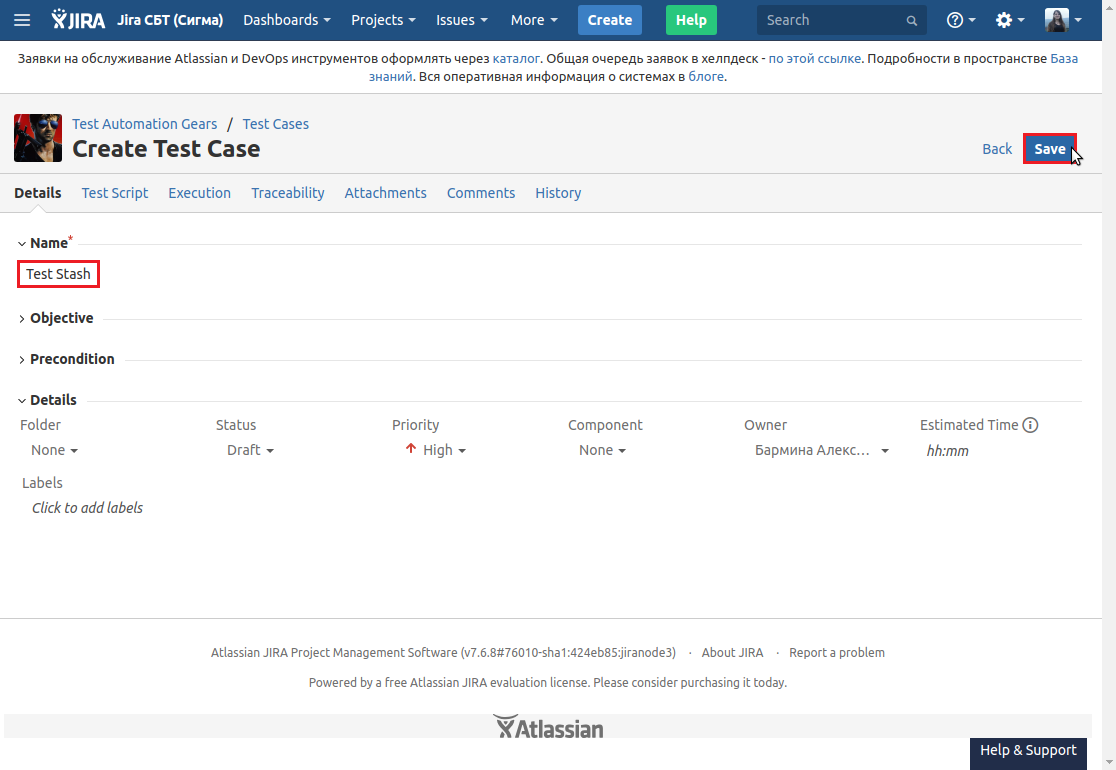 JIRA Jira СБТ (Сигма) Dashboards Projects Issues More Create Help Search
Заявки на обслуживание Atlassian и DevOps инструментов оформлять через каталог. Общая очередь заявок в хелпдеск - по этой ссылке. Подробности в пространстве База
знаний. Вся оперативная информация о системах в блоге.
Test Automation Gears / Test Cases
Create Test Case
Back Save
Details Test Script Execution Traceability Attachments Comments History
Name*
Test Stash
Objective
Precondition
Details
Folder Status Priority Component Owner Estimated Time
None Draft High None Бармина Алекс... hh:mm
Labels
Click to add labels
Atlassian JIRA Project Management Software (v7.6.8#76010-sha1:424eb85:jiranode3) · About JIRA · Report a problem
Powered by a free Atlassian JIRA evaluation license. Please consider purchasing it today.
Atlassian
Help & Support